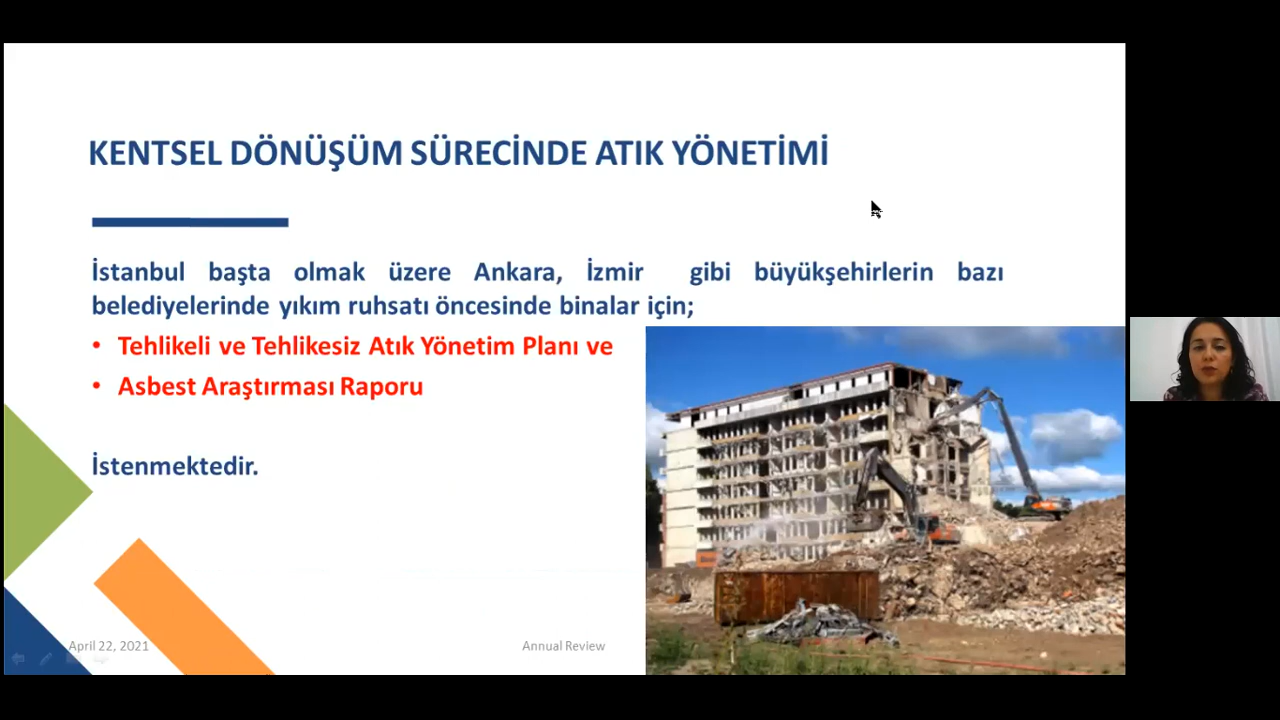 KENTSEL DÖNÜŞÜM SÜRECİNDE ATIK YÖNETİMİ
İstanbul başta olmak üzere Ankara, İzmir gibi büyükşehirlerin bazı
belediyelerinde yıkım ruhsatı öncesinde binalar için;
• Tehlikeli ve Tehlikesiz Atık Yönetim Planı ve
• Asbest Araştırması Raporu
İstenmektedir.
April 22, 2021
Annual Review